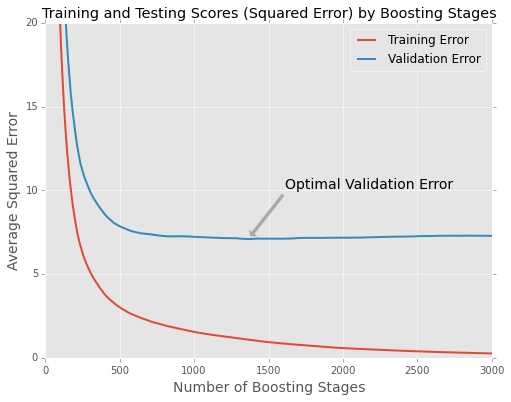 Training and Testing Scores (Squared Error) by Boosting Stages
20
15
10
5
0
Average Squared Error
Training Error
Validation Error
Optimal Validation Error
0 500 1000 1500 2000 2500 3000
Number of Boosting Stages